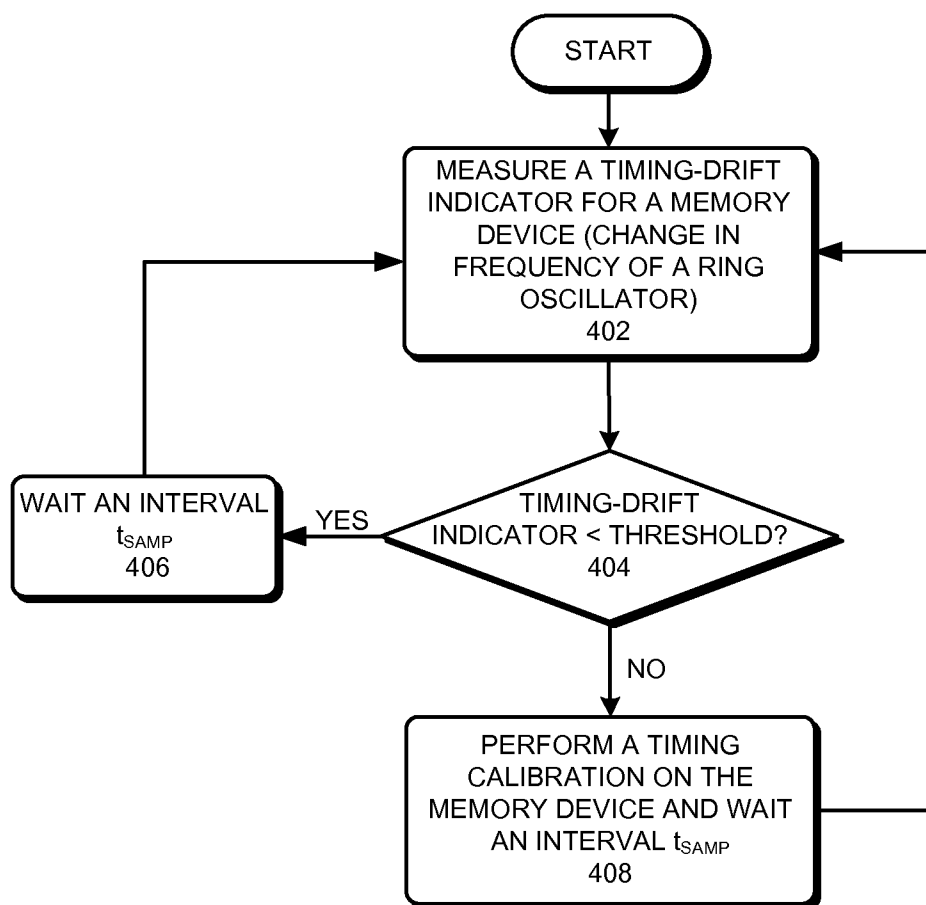 START
MEASURE A TIMING-DRIFT
INDICATOR FOR A MEMORY
DEVICE (CHANGE IN
FREQUENCY OF A RING
OSCILLATOR)
402
TIMING-DRIFT
INDICATOR < THRESHOLD?
404
YES
WAIT AN INTERVAL
tSAMP
406
NO
PERFORM A TIMING
CALIBRATION ON THE
MEMORY DEVICE AND WAIT
AN INTERVAL tSAMP
408